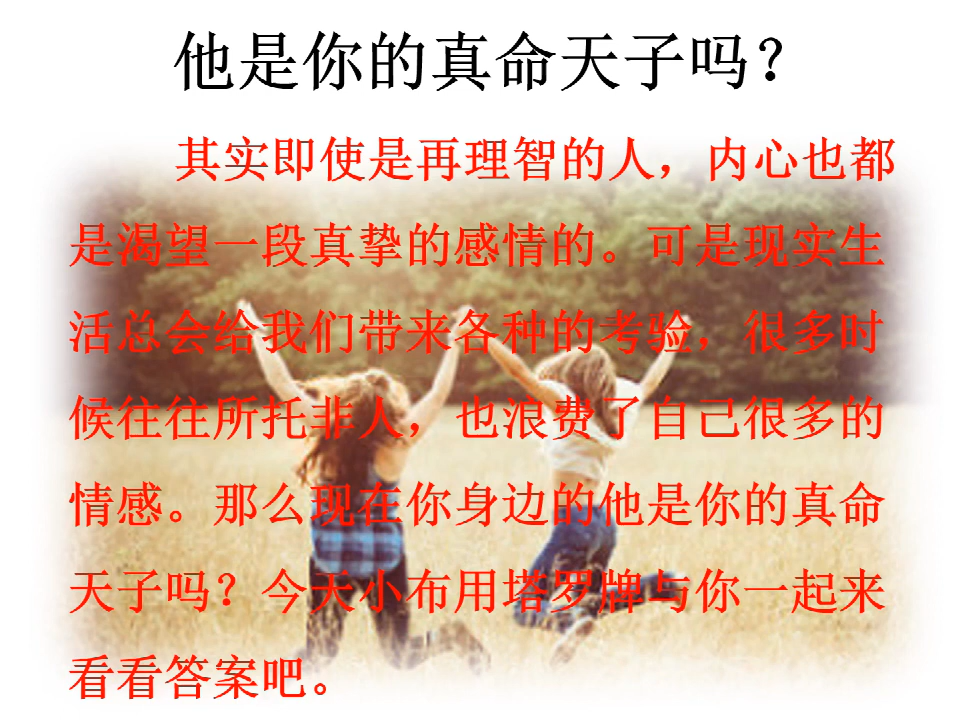 他是你的真命天子吗？
其实即使是再理智的人，内心也都
是渴望一段真挚的感情的。可是现实生
活总会给我们带来各种的考验，很多时
候往往所托非人，也浪费了自己很多的
情感。那么现在你身边的他是你的真命
天子吗？今天小布用塔罗牌与你一起来
看看答案吧。